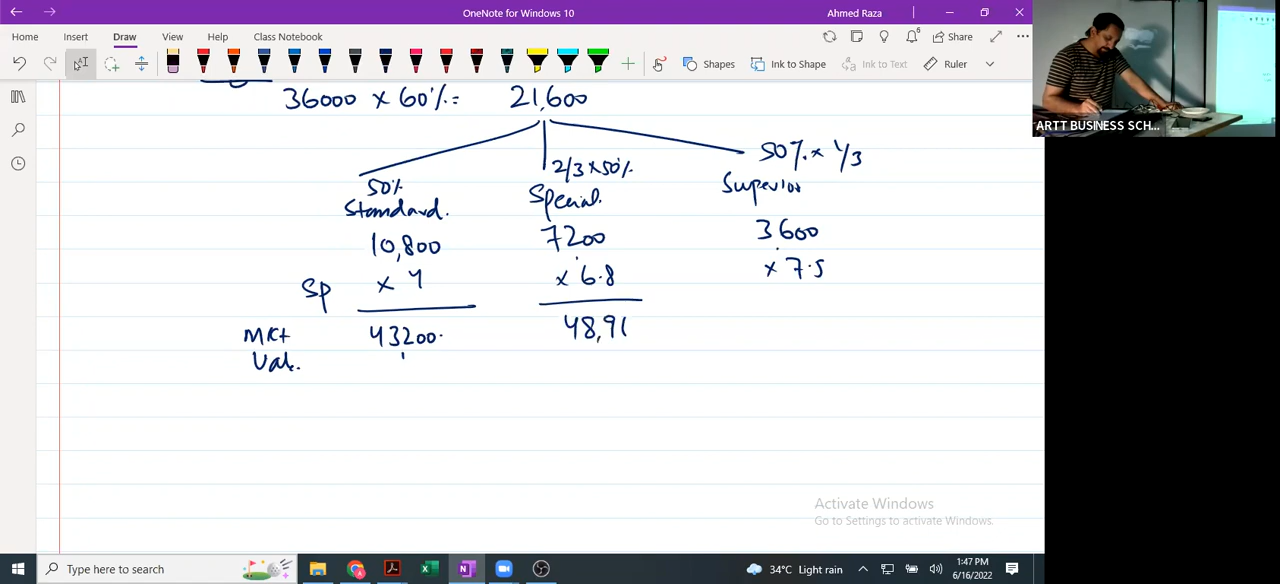 OneNote for Windows 10
Ahmed Raza
Home Insert Draw View Help Class Notebook
6 Share
Shapes Ink to Shape Ink to Text Ruler
ARTT BUSINESS SCH...
36000 x 60% = 21,600
50% 2/3 x 50% 50% x 1/3
Standard. Special. Superior
10,800 7200 3600
SP x 4 x 6.8 x 7.5
Mkt 43200. 48,91
Val.
Activate Windows
Go to Settings to activate Windows.
Type here to search
34°C Light rain
1:47 PM
6/16/2022